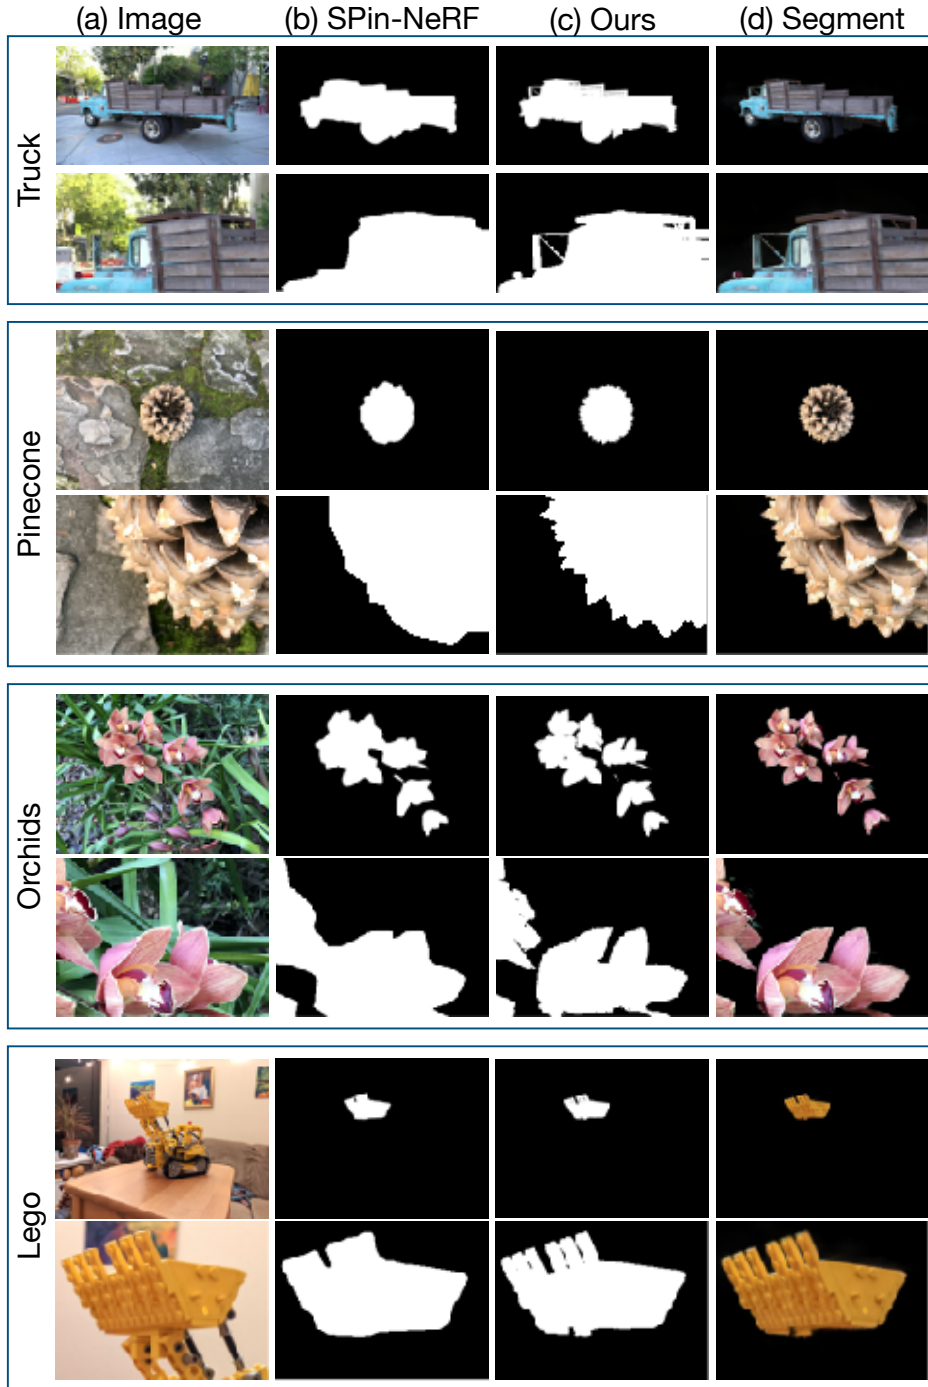 (a) Image (b) SPin-NeRF (c) Ours (d) Segment
Truck
Pinecone
Orchids
Lego